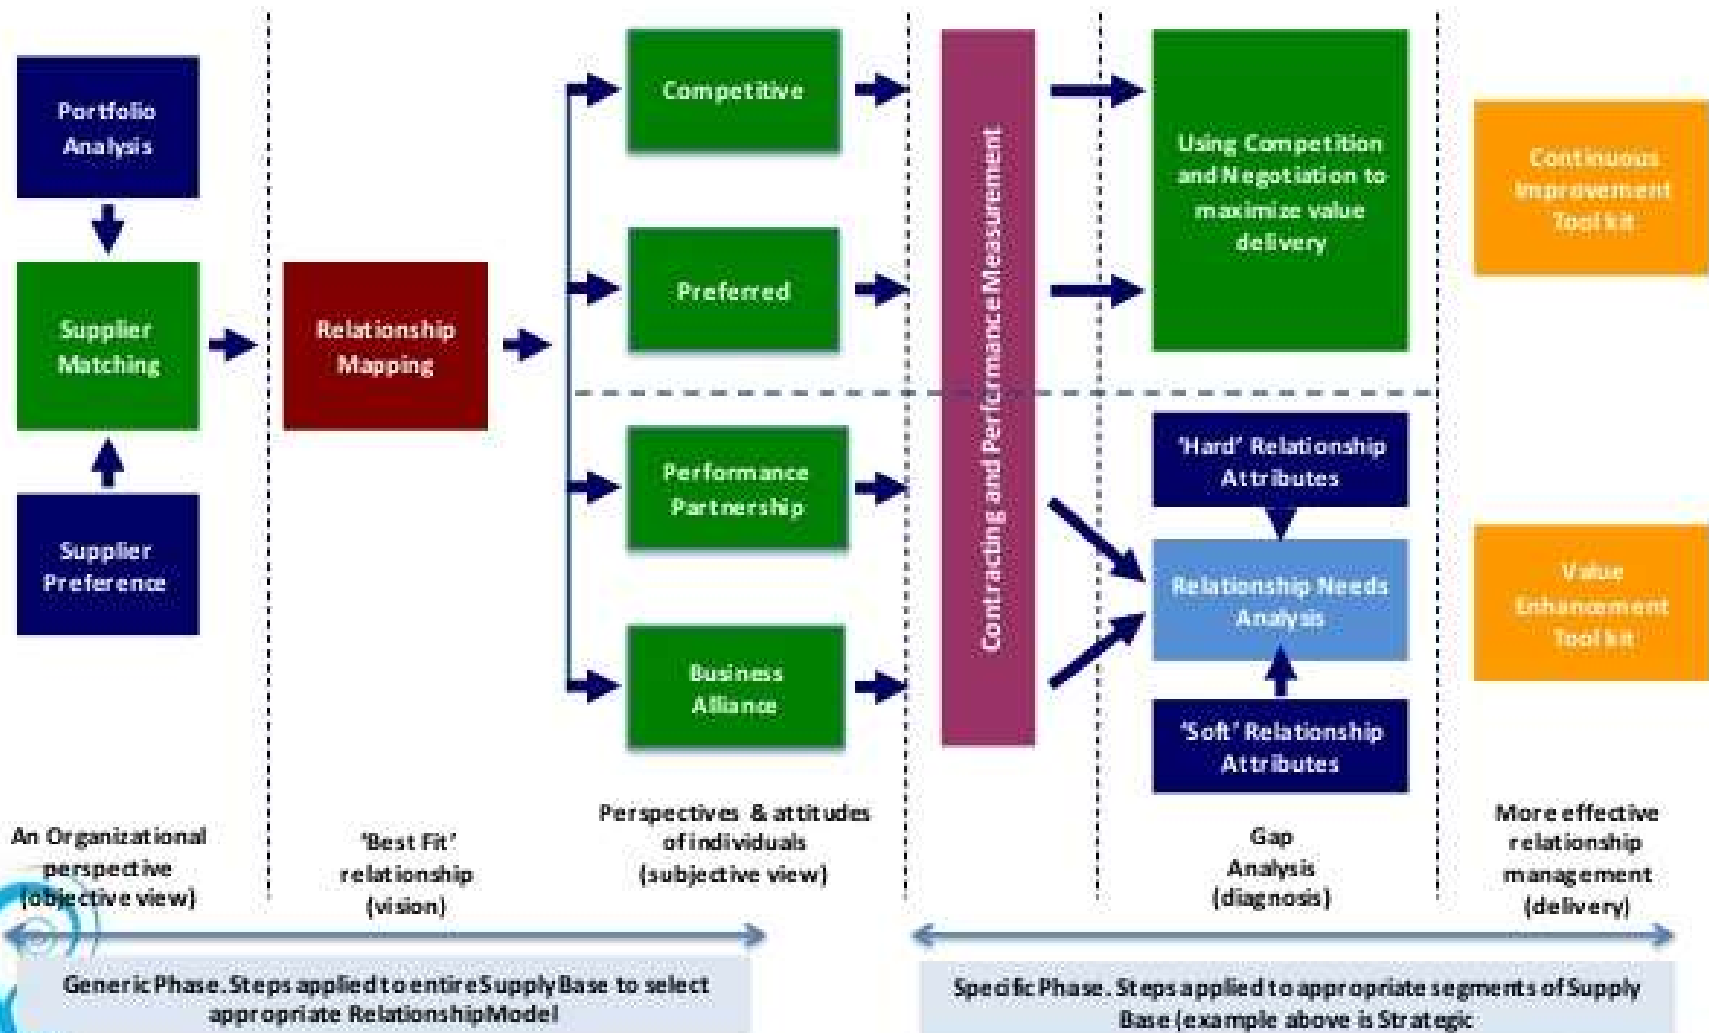 Portfolio
Analysis
Supplier
Matching
Supplier
Preference
An Organizational
perspective
(objective view)
Relationship
Mapping
'Best Fit'
relationship
(vision)
Competitive
Preferred
Performance
Partnership
Business
Alliance
Perspectives & attitudes
of individuals
(subjective view)
Contracting and Performance Measurement
Using Competition
and Negotiation to
maximize value
delivery
'Hard' Relationship
Attributes
Relationship Needs
Analysis
'Soft' Relationship
Attributes
Gap
Analysis
(diagnosis)
Continuous
Improvement
Tool kit
Value
Enhancement
Tool kit
More effective
relationship
management
(delivery)
Generic Phase. Steps applied to entire Supply Base to select
appropriate Relationship Model
Specific Phase. Steps applied to appropriate segments of Supply
Base (example above is Strategic